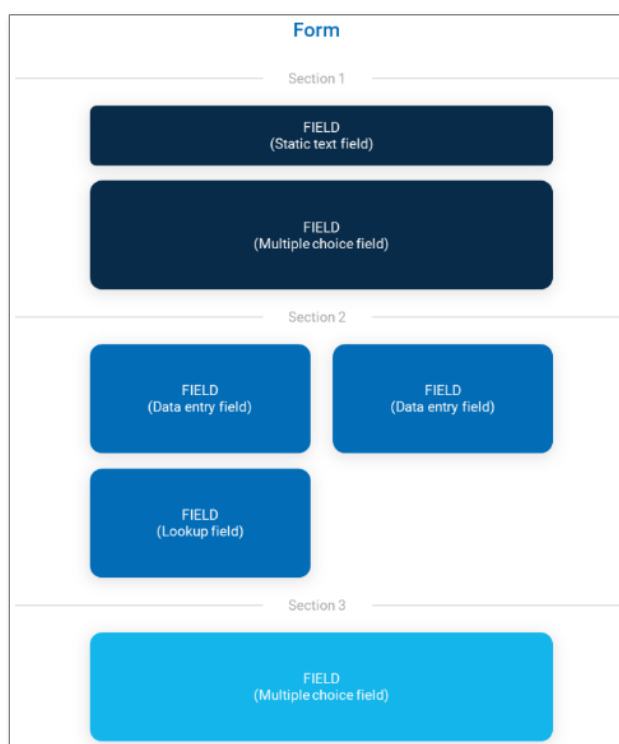 Form
Section 1
FIELD
(Static text field)
FIELD
(Multiple choice field)
Section 2
FIELD
(Data entry field)
FIELD
(Data entry field)
FIELD
(Lookup field)
Section 3
FIELD
(Multiple choice field)